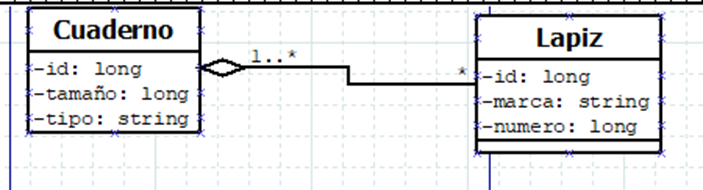 Cuaderno
-id: long
-tamaño: long
-tipo: string
1..*
*
Lapiz
-id: long
-marca: string
-numero: long